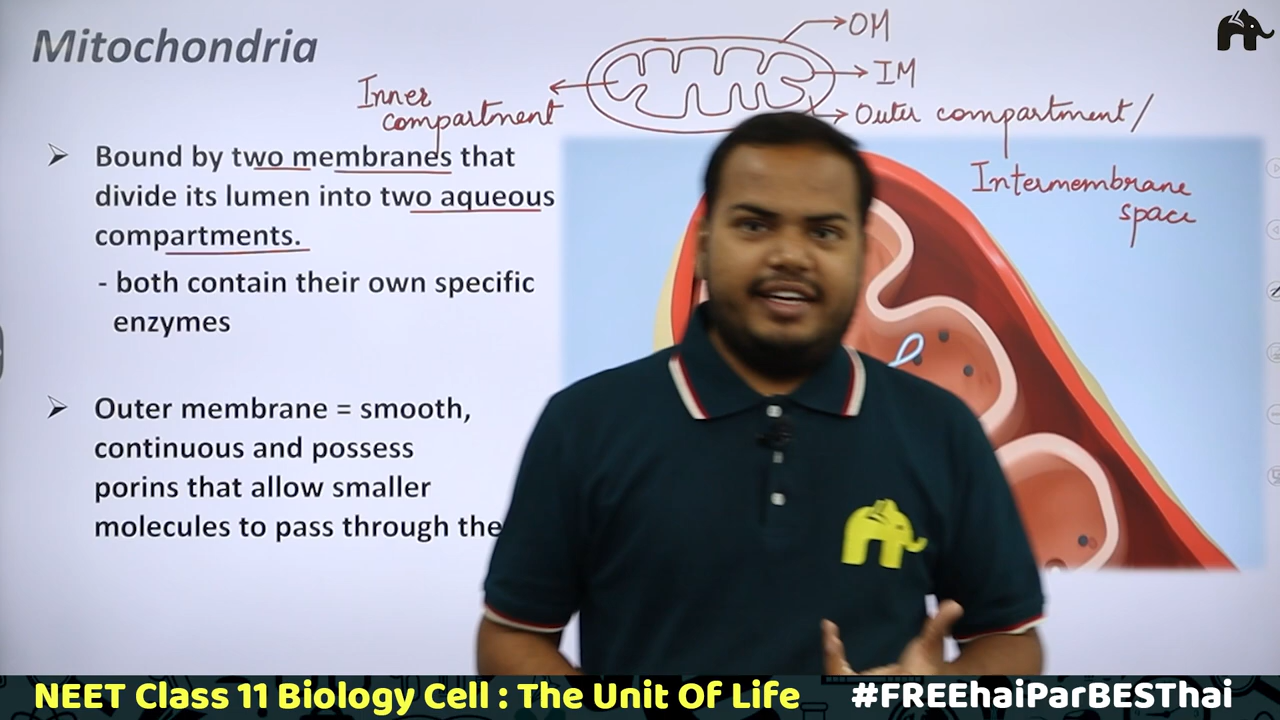 Mitochondria
OM
IM
Inner
compartment
Outer compartment/
Intermembrane
space
➢ Bound by two membranes that
divide its lumen into two aqueous
compartments.
- both contain their own specific
enzymes
➢ Outer membrane = smooth,
continuous and possess
porins that allow smaller
molecules to pass through the
NEET Class 11 Biology Cell : The Unit Of Life
#FREEhaiParBESThai